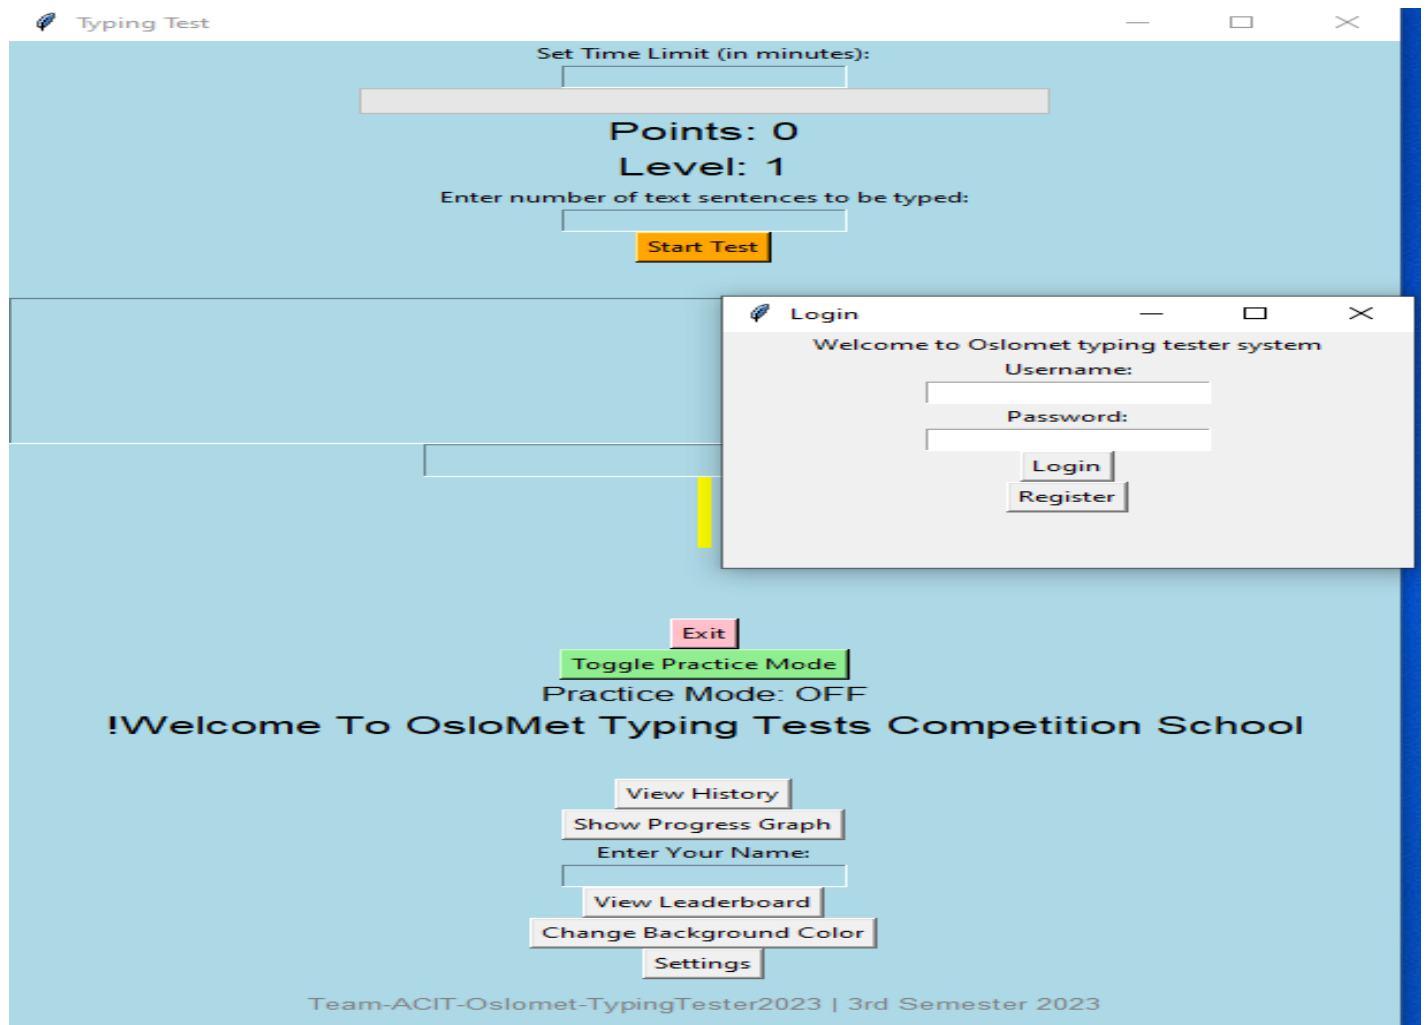 Typing Test
Set Time Limit (in minutes):
Points: 0
Level: 1
Enter number of text sentences to be typed:
Start Test
Login
Welcome to Oslomet typing tester system
Username:
Password:
Login
Register
Exit
Toggle Practice Mode
Practice Mode: OFF
!Welcome To OsloMet Typing Tests Competition School
View History
Show Progress Graph
Enter Your Name:
View Leaderboard
Change Background Color
Settings
Team-ACIT-Oslomet-TypingTester2023 | 3rd Semester 2023